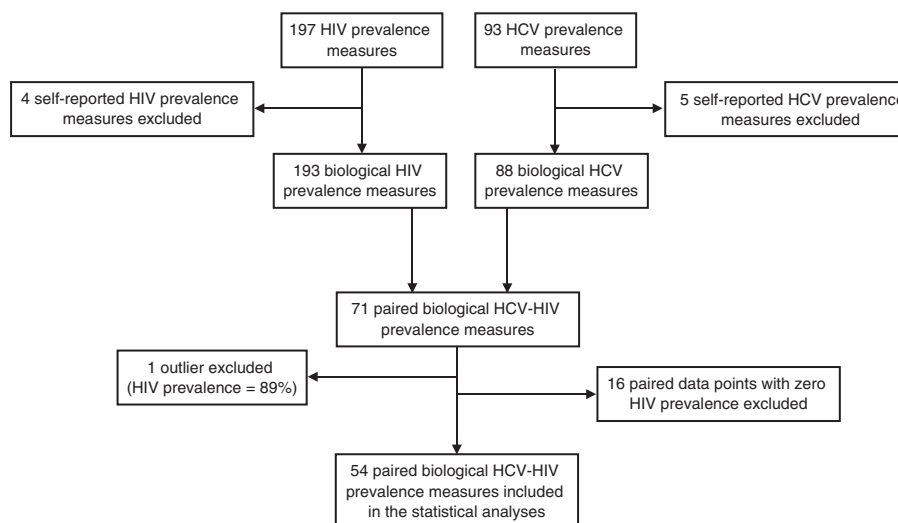 197 HIV prevalence
measures
93 HCV prevalence
measures
4 self-reported HIV prevalence
measures excluded
5 self-reported HCV prevalence
measures excluded
193 biological HIV
prevalence measures
88 biological HCV
prevalence measures
71 paired biological HCV-HIV
prevalence measures
1 outlier excluded
(HIV prevalence = 89%)
16 paired data points with zero
HIV prevalence excluded
54 paired biological HCV-HIV
prevalence measures included
in the statistical analyses